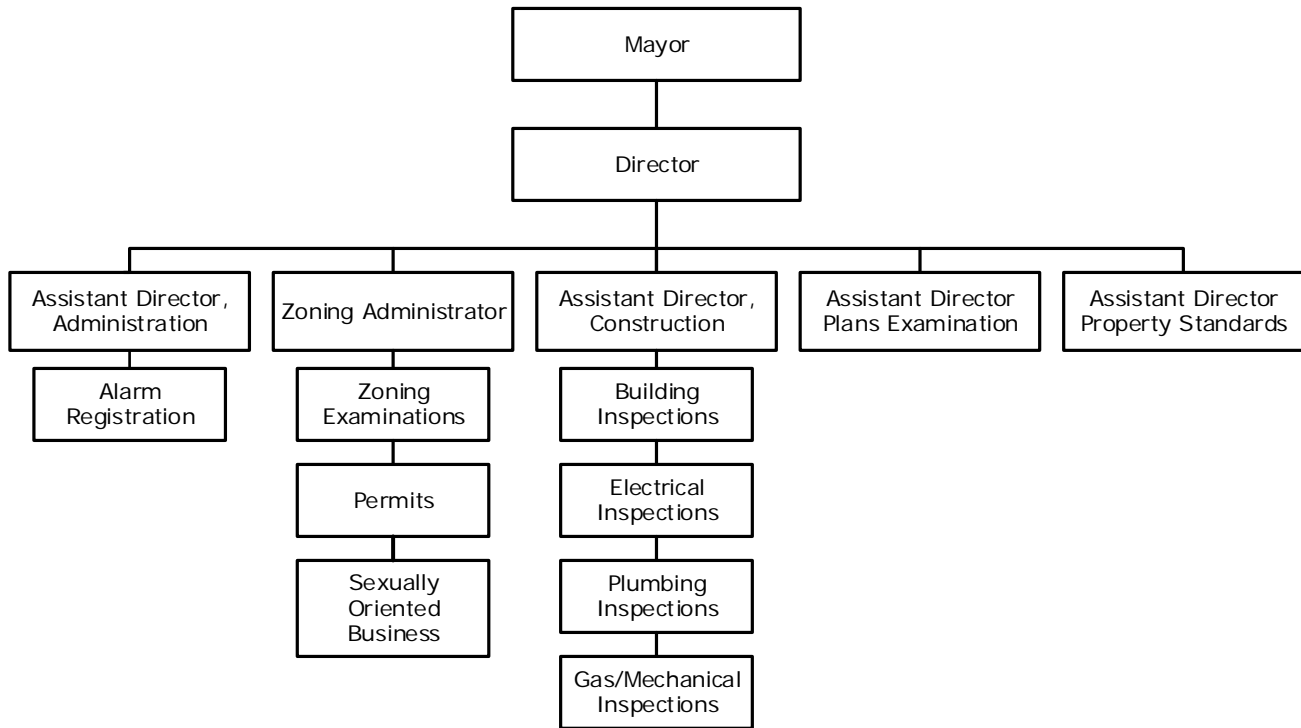 Mayor
Director
Assistant Director,
Administration
Zoning Administrator
Assistant Director,
Construction
Assistant Director
Plans Examination
Assistant Director
Property Standards
Alarm
Registration
Zoning
Examinations
Building
Inspections
Permits
Electrical
Inspections
Sexually
Oriented
Business
Plumbing
Inspections
Gas/Mechanical
Inspections